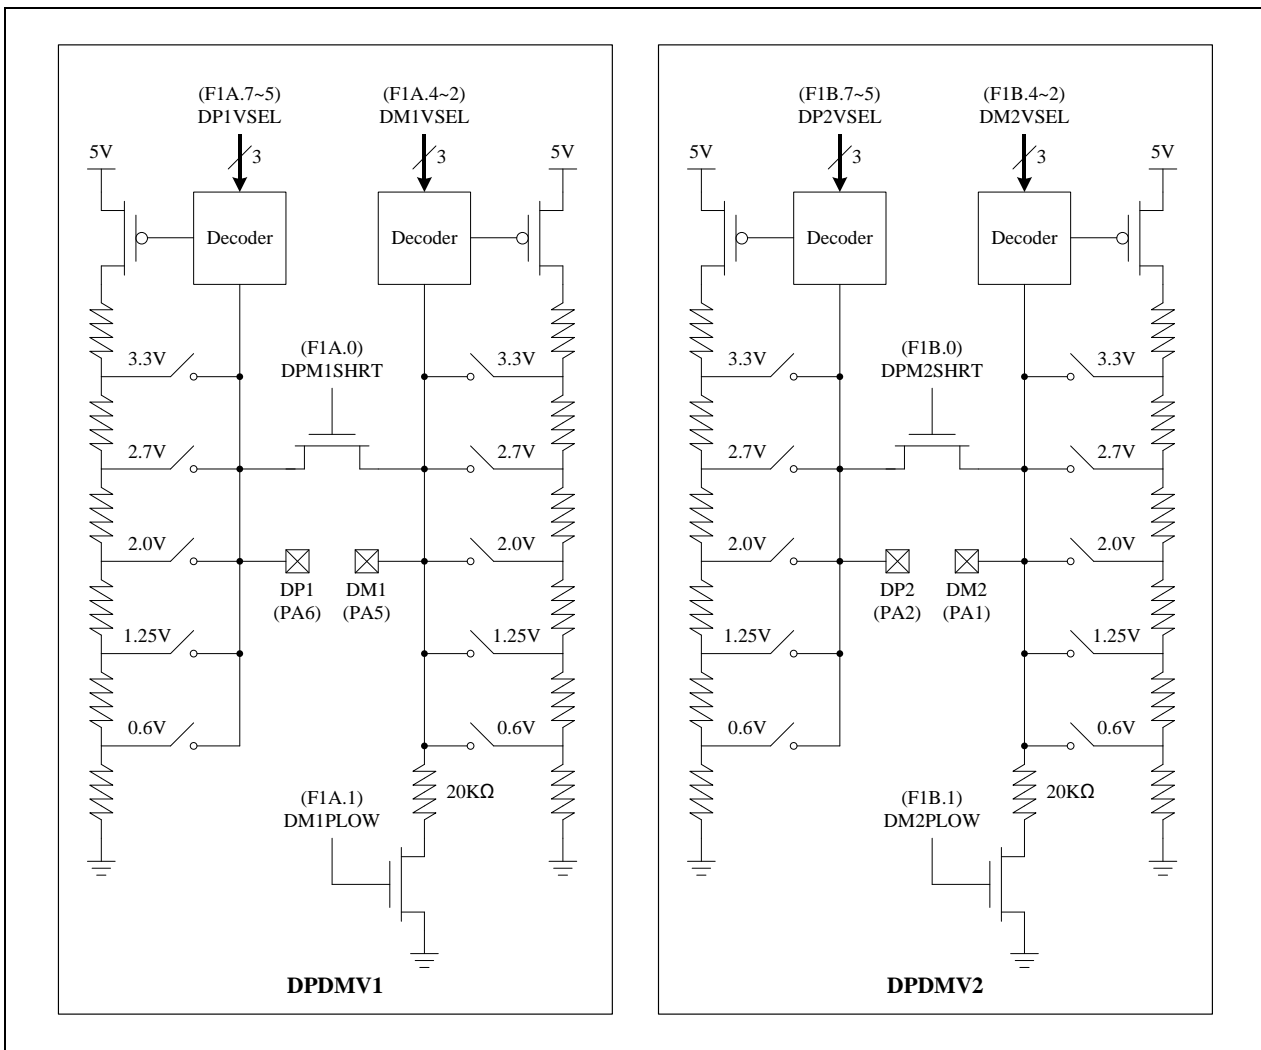 (F1A.7~5)
DP1VSEL
(F1A.4~2)
DM1VSEL
5V
3
3
5V
Decoder
Decoder
(F1A.0)
DPM1SHRT
3.3V
3.3V
2.7V
2.7V
2.0V
2.0V
DP1
(PA6)
DM1
(PA5)
1.25V
1.25V
0.6V
0.6V
20KΩ
(F1A.1)
DM1PLOW
DPDMV1
(F1B.7~5)
DP2VSEL
(F1B.4~2)
DM2VSEL
5V
3
3
5V
Decoder
Decoder
(F1B.0)
DPM2SHRT
3.3V
3.3V
2.7V
2.7V
2.0V
2.0V
DP2
(PA2)
DM2
(PA1)
1.25V
1.25V
0.6V
0.6V
20KΩ
(F1B.1)
DM2PLOW
DPDMV2